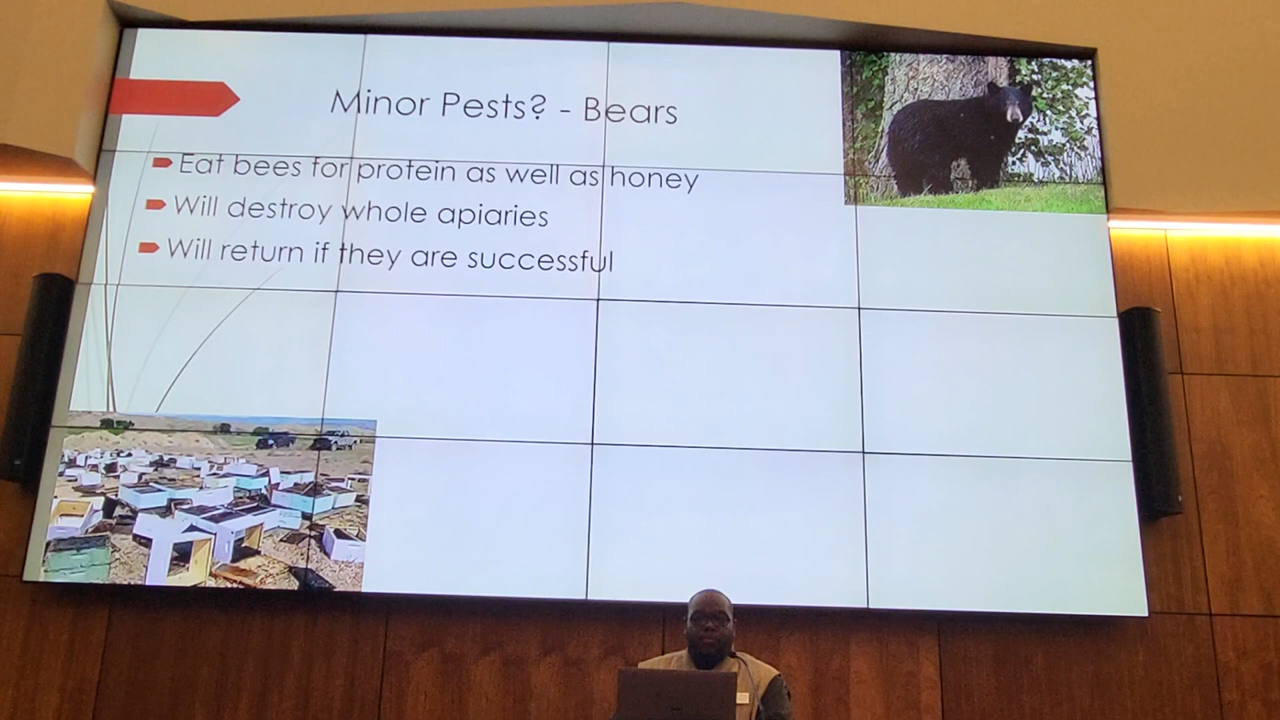 Minor Pests? - Bears
Eat bees for protein as well as honey
Will destroy whole apiaries
Will return if they are successful